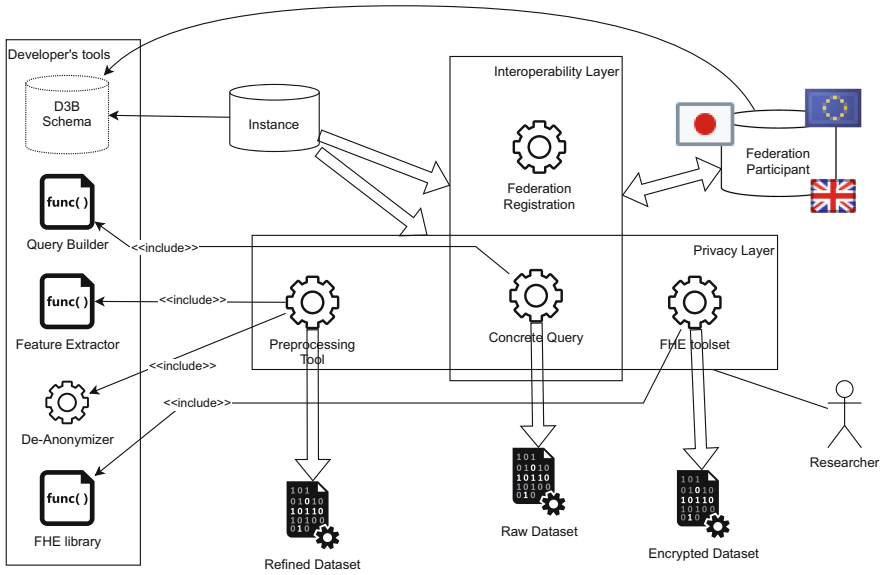 Developer's tools
D3B
Schema
Instance
Interoperability Layer
Federation
Registration
Federation
Participant
func( )
Query Builder
<<include>>
Privacy Layer
func( )
Feature Extractor
<<include>>
Preprocessing
Tool
Concrete Query
FHE toolset
<<include>>
De-Anonymizer
<<include>>
func( )
FHE library
Researcher
101
01010
10110
10100
010
Refined Dataset
101
01010
10110
10100
010
Raw Dataset
101
01010
10110
10100
010
Encrypted Dataset